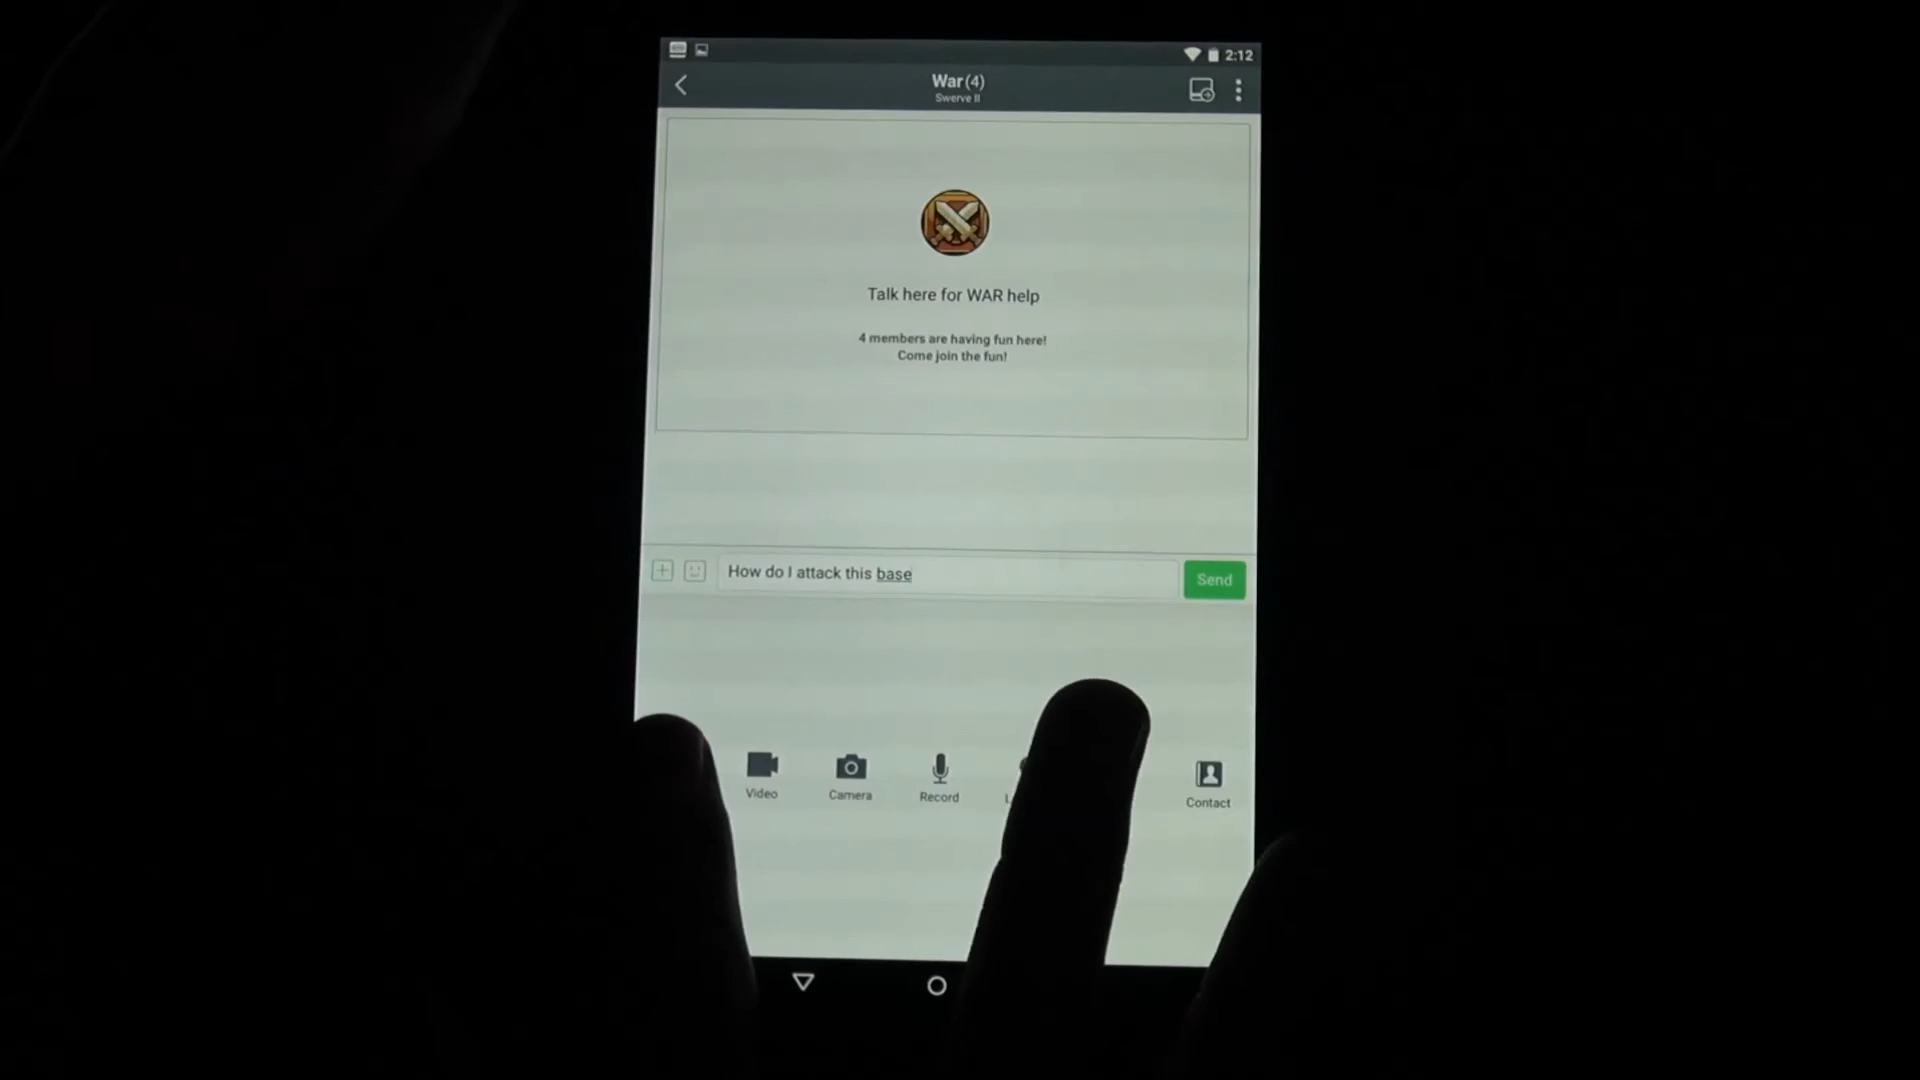 2:12
War(4)
Swerve II
Talk here for WAR help
4 members are having fun here!
Come join the fun!
How do I attack this base
Send
Video
Camera
Record
Contact